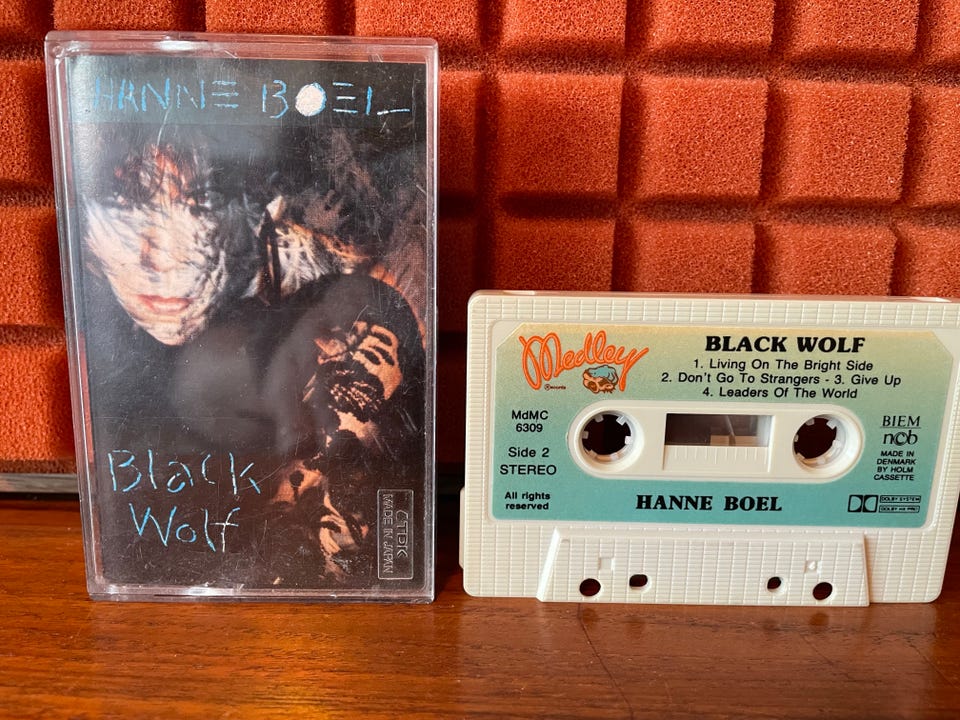 HANNE BOEL
Black
Wolf
TDK
MADE IN JAPAN
Medley
Records
BLACK WOLF
1. Living On The Bright Side
2. Don't Go To Strangers - 3. Give Up
4. Leaders Of The World
MdMC
6309
Side 2
STEREO
All rights
reserved
HANNE BOEL
BIEM
ncb
MADE IN
DENMARK
BY HOLM
CASSETTE
DOLBY SYSTEM
DOLBY HX PRO